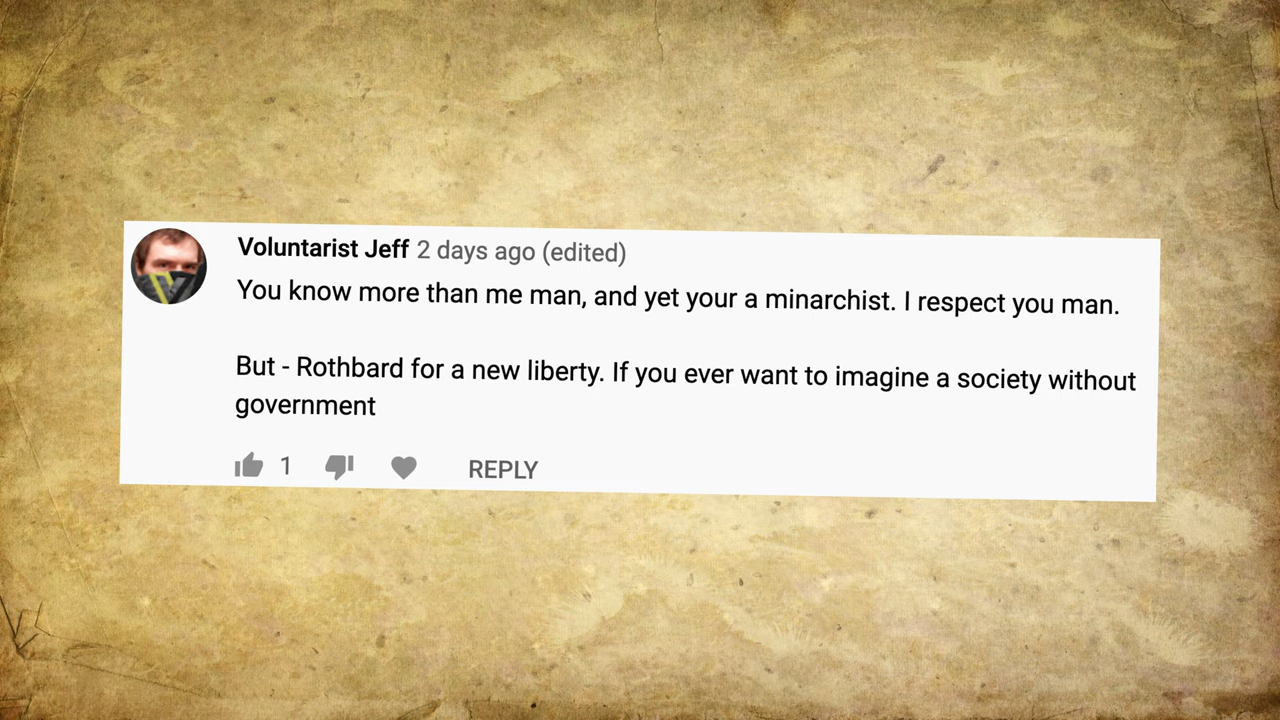 Voluntarist Jeff 2 days ago (edited)
You know more than me man, and yet your a minarchist. I respect you man.
But - Rothbard for a new liberty. If you ever want to imagine a society without
government
1 REPLY